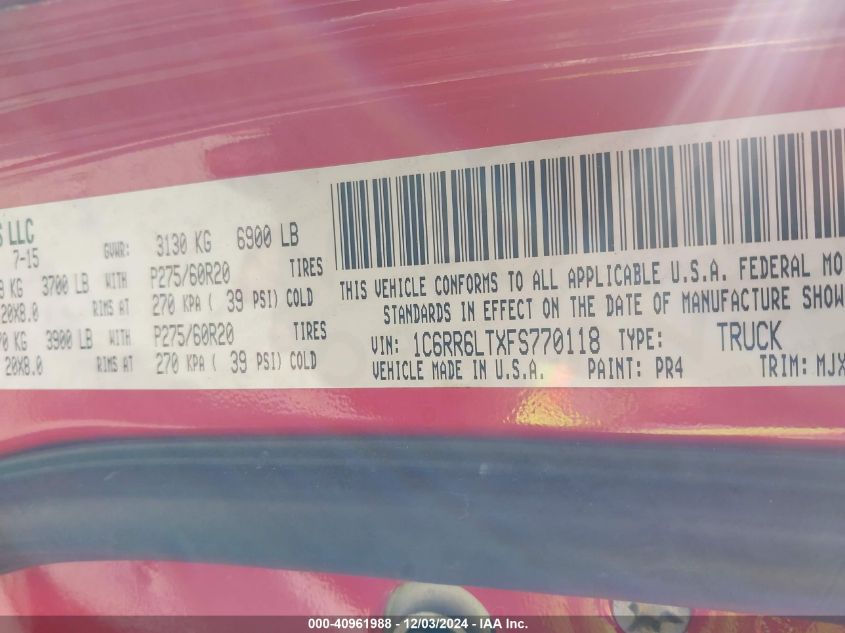 LLC
7-15
GVWR: 3130 KG 6900 LB
KG 3700 LB WITH P275/60R20 TIRES
20X8.0 RIMS AT 270 KPA ( 39 PSI) COLD
KG 3900 LB WITH P275/60R20 TIRES
20X8.0 RIMS AT 270 KPA ( 39 PSI) COLD
THIS VEHICLE CONFORMS TO ALL APPLICABLE U.S.A. FEDERAL MO
STANDARDS IN EFFECT ON THE DATE OF MANUFACTURE SHOW
VIN: 1C6RR6LTXFS770118 TYPE: TRUCK
VEHICLE MADE IN U.S.A. PAINT: PR4 TRIM: MJX
000-40961988 - 12/03/2024 - IAA Inc.